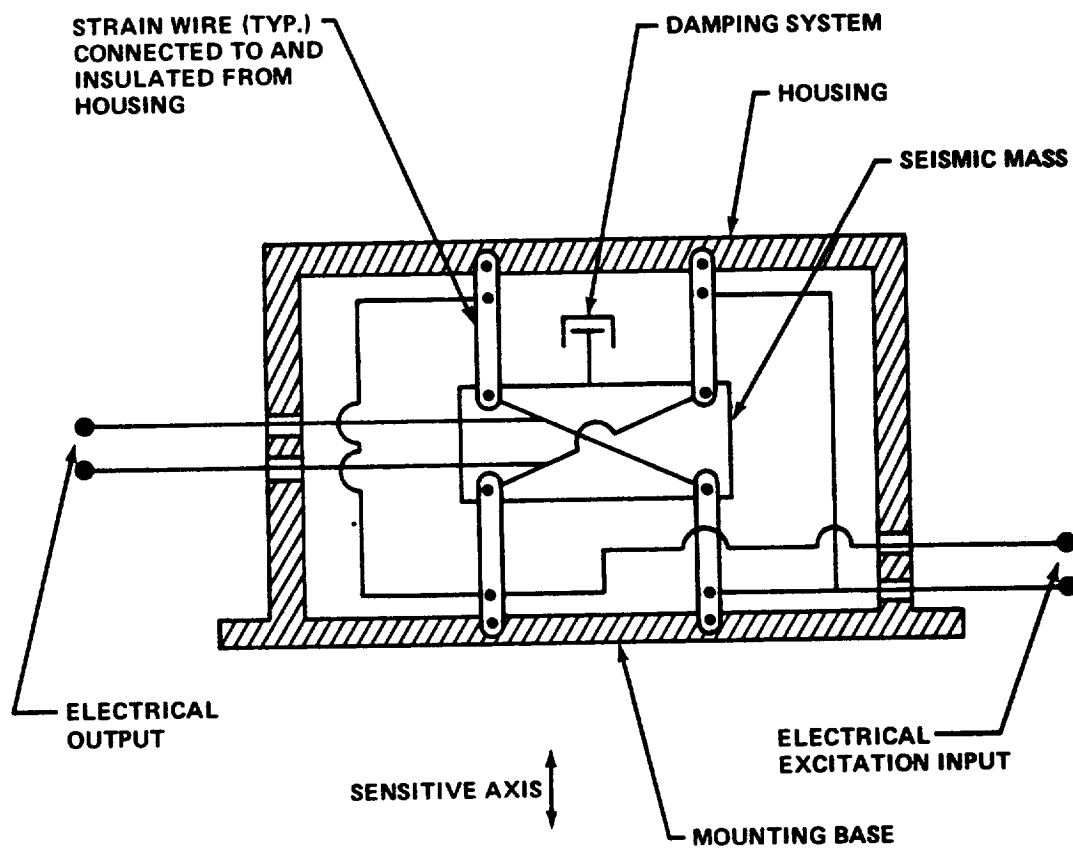 STRAIN WIRE (TYP.)
CONNECTED TO AND
INSULATED FROM
HOUSING
DAMPING SYSTEM
HOUSING
SEISMIC MASS
ELECTRICAL
OUTPUT
ELECTRICAL
EXCITATION INPUT
SENSITIVE AXIS
MOUNTING BASE